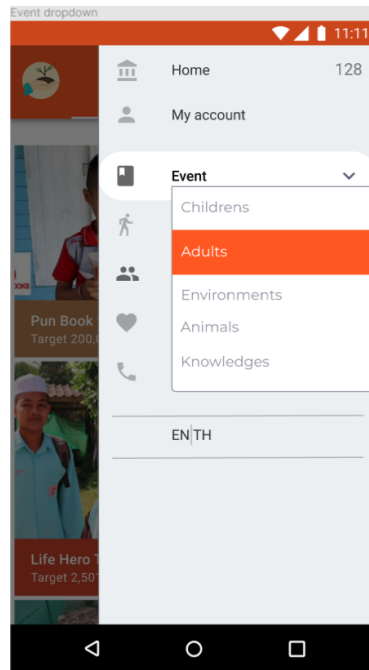 Event dropdown
11:11
Home 128
My account
Event
Childrens
Adults
Environments
Animals
Knowledges
EN|TH
Pun Book
Target 200,
Life Hero
Target 2,501